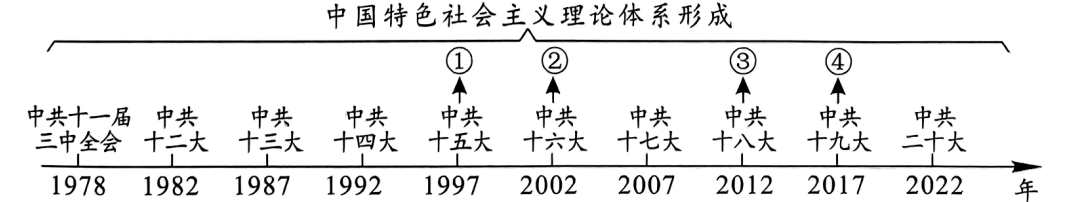 中国特色社会主义理论体系形成
① ② ③ ④
中共十一届 中共 中共 中共 中共 中共 中共 中共 中共 中共
三中全会 十二大 十三大 十四大 十五大 十六大 十七大 十八大 十九大 二十大
1978 1982 1987 1992 1997 2002 2007 2012 2017 2022 年